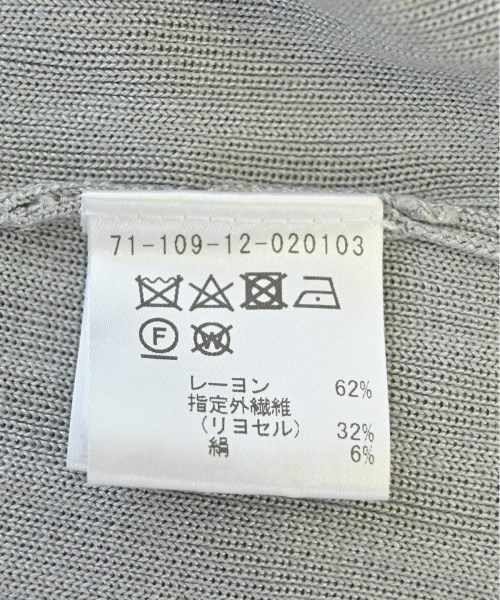 71-109-12-020103
F W
レーヨン 62%
指定外繊維
(リヨセル) 32%
絹 6%